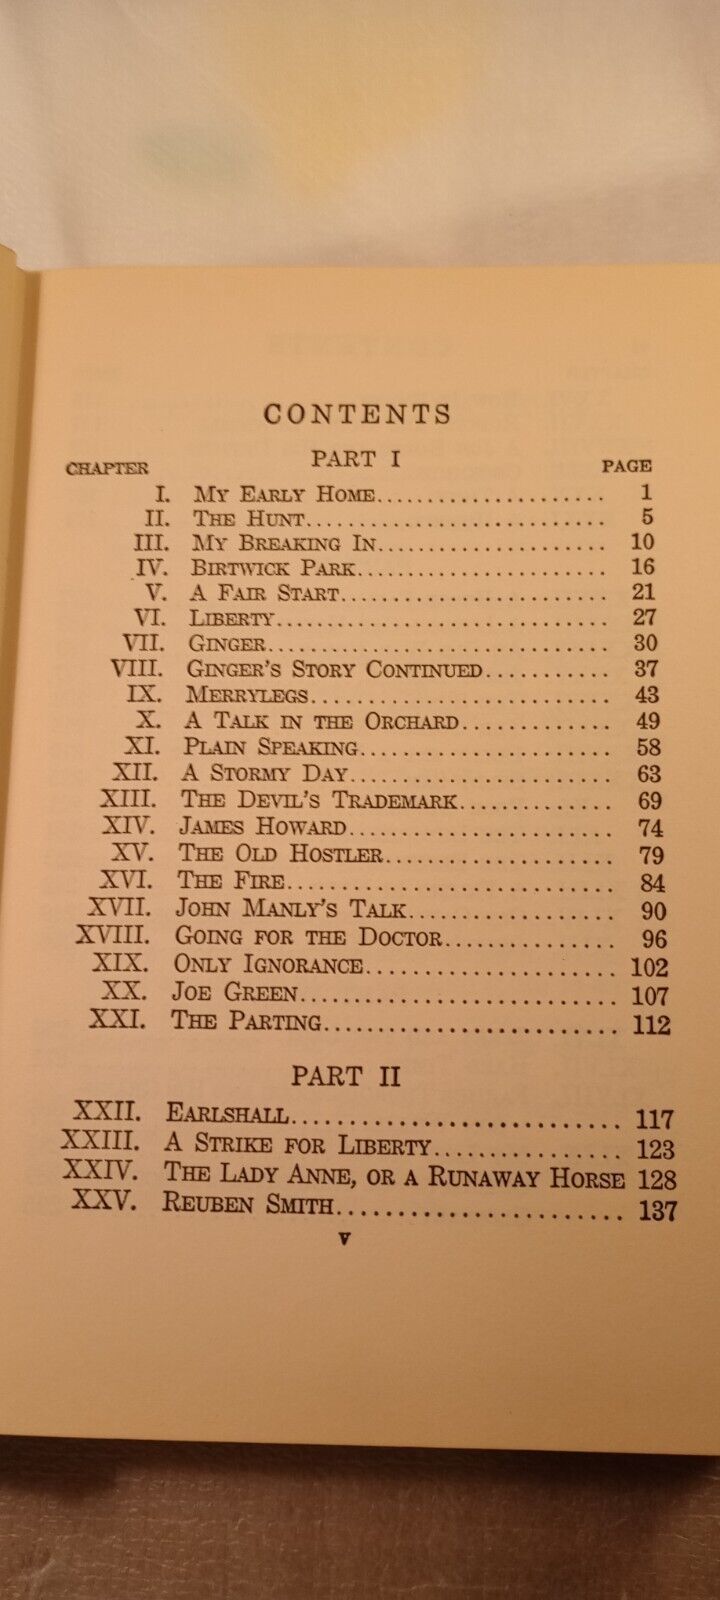 CONTENTS
PART I
CHAPTER PAGE
I. MY EARLY HOME...................... 1
II. THE HUNT............................. 5
III. MY BREAKING IN...................... 10
IV. BIRTWICK PARK........................ 16
V. A FAIR START.......................... 21
VI. LIBERTY................................ 27
VII. GINGER................................. 30
VIII. GINGER'S STORY CONTINUED............ 37
IX. MERRYLEGS............................. 43
X. A TALK IN THE ORCHARD.............. 49
XI. PLAIN SPEAKING....................... 58
XII. A STORMY DAY......................... 63
XIII. THE DEVIL'S TRADEMARK.............. 69
XIV. JAMES HOWARD......................... 74
XV. THE OLD HOSTLER..................... 79
XVI. THE FIRE............................... 84
XVII. JOHN MANLY'S TALK................... 90
XVIII. GOING FOR THE DOCTOR............... 96
XIX. ONLY IGNORANCE....................... 102
XX. JOE GREEN............................. 107
XXI. THE PARTING.......................... 112
PART II
XXII. EARLSHALL............................. 117
XXIII. A STRIKE FOR LIBERTY................ 123
XXIV. THE LADY ANNE, OR A RUNAWAY HORSE 128
XXV. REUBEN SMITH......................... 137
v